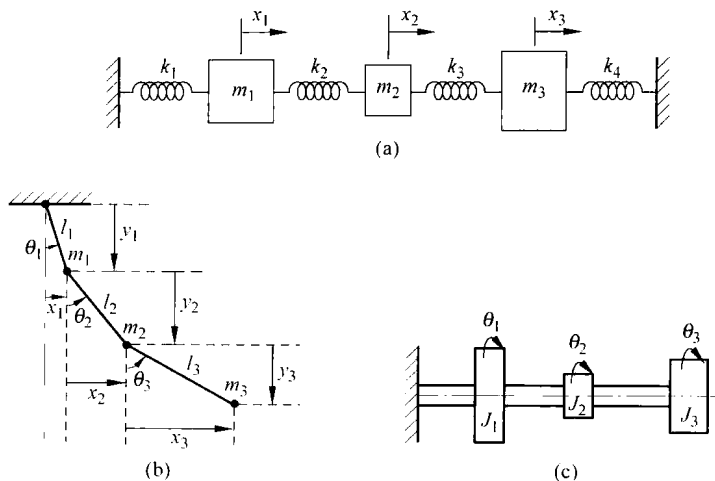 x₁ x₂ x₃
k₁ m₁ k₂ m₂ k₃ m₃ k₄
(a)
θ₁ l₁ m₁ y₁
x₁ θ₂ l₂ m₂ y₂
x₂ θ₃ l₃ m₃ y₃
x₃
(b)
θ₁ θ₂ θ₃
J₁ J₂ J₃
(c)